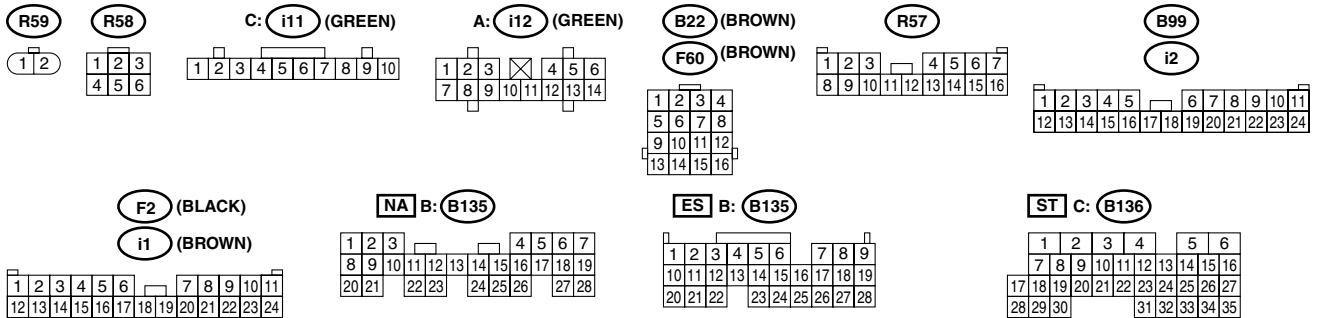 R59
1 2
R58
1 2 3
4 5 6
C: i11 (GREEN)
1 2 3 4 5 6 7 8 9 10
A: i12 (GREEN)
1 2 3 4 5 6
7 8 9 10 11 12 13 14
B22 (BROWN)
F60 (BROWN)
1 2 3 4
5 6 7 8
9 10 11 12
13 14 15 16
R57
1 2 3 4 5 6 7
8 9 10 11 12 13 14 15 16
B99
i2
1 2 3 4 5 6 7 8 9 10 11
12 13 14 15 16 17 18 19 20 21 22 23 24
F2 (BLACK)
i1 (BROWN)
1 2 3 4 5 6 7 8 9 10 11
12 13 14 15 16 17 18 19 20 21 22 23 24
NA B: B135
1 2 3 4 5 6 7
8 9 10 11 12 13 14 15 16 17 18 19
20 21 22 23 24 25 26 27 28
ES B: B135
1 2 3 4 5 6 7 8 9
10 11 12 13 14 15 16 17 18 19
20 21 22 23 24 25 26 27 28
ST C: B136
1 2 3 4 5 6
7 8 9 10 11 12 13 14 15 16
17 18 19 20 21 22 23 24 25 26 27
28 29 30 31 32 33 34 35